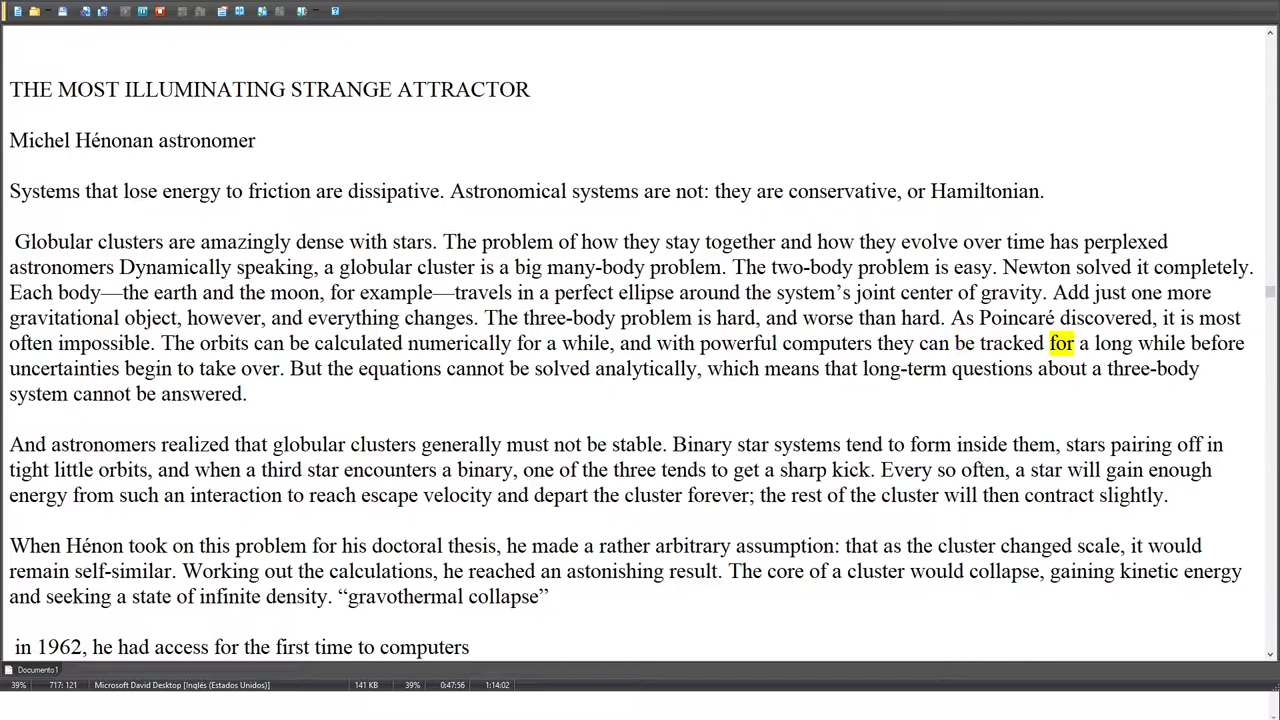 THE MOST ILLUMINATING STRANGE ATTRACTOR
Michel Hénonan astronomer
Systems that lose energy to friction are dissipative. Astronomical systems are not: they are conservative, or Hamiltonian.
Globular clusters are amazingly dense with stars. The problem of how they stay together and how they evolve over time has perplexed
astronomers Dynamically speaking, a globular cluster is a big many-body problem. The two-body problem is easy. Newton solved it completely.
Each body—the earth and the moon, for example—travels in a perfect ellipse around the system’s joint center of gravity. Add just one more
gravitational object, however, and everything changes. The three-body problem is hard, and worse than hard. As Poincaré discovered, it is most
often impossible. The orbits can be calculated numerically for a while, and with powerful computers they can be tracked for a long while before
uncertainties begin to take over. But the equations cannot be solved analytically, which means that long-term questions about a three-body
system cannot be answered.
And astronomers realized that globular clusters generally must not be stable. Binary star systems tend to form inside them, stars pairing off in
tight little orbits, and when a third star encounters a binary, one of the three tends to get a sharp kick. Every so often, a star will gain enough
energy from such an interaction to reach escape velocity and depart the cluster forever; the rest of the cluster will then contract slightly.
When Hénon took on this problem for his doctoral thesis, he made a rather arbitrary assumption: that as the cluster changed scale, it would
remain self-similar. Working out the calculations, he reached an astonishing result. The core of a cluster would collapse, gaining kinetic energy
and seeking a state of infinite density. “gravothermal collapse”
in 1962, he had access for the first time to computers
Documento1
39% 717: 121 Microsoft David Desktop [Inglés (Estados Unidos)] 141 KB 39% 0:47:56 1:14:02